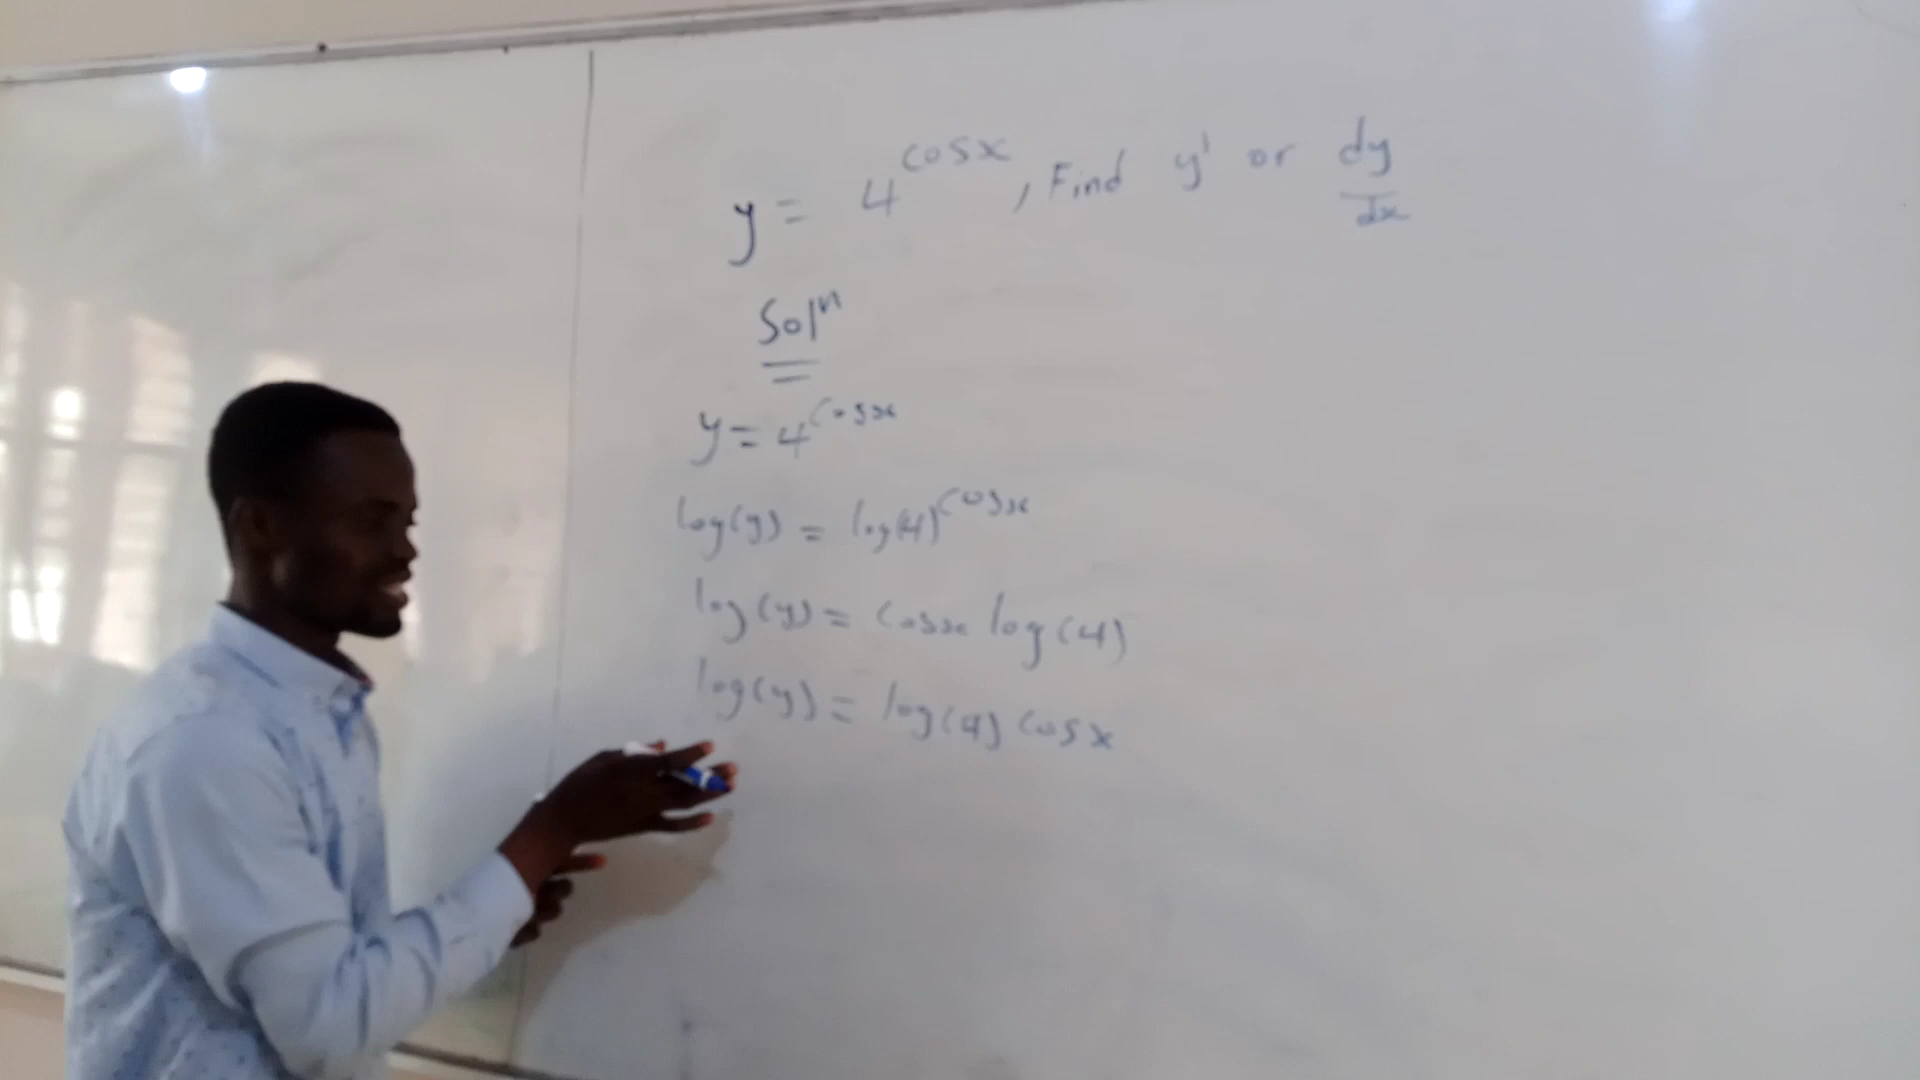 y = 4^cosx, Find y' or dy/dx
Solⁿ
y = 4^cosx
log(y) = log(4)^cosx
log(y) = cosx log(4)
log(y) = log(4) cosx